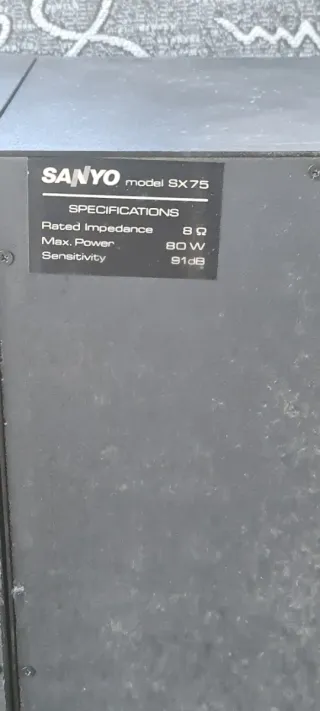 SANYO model SX75
SPECIFICATIONS
Rated Impedance 8 Ω
Max. Power 80 W
Sensitivity 91dB